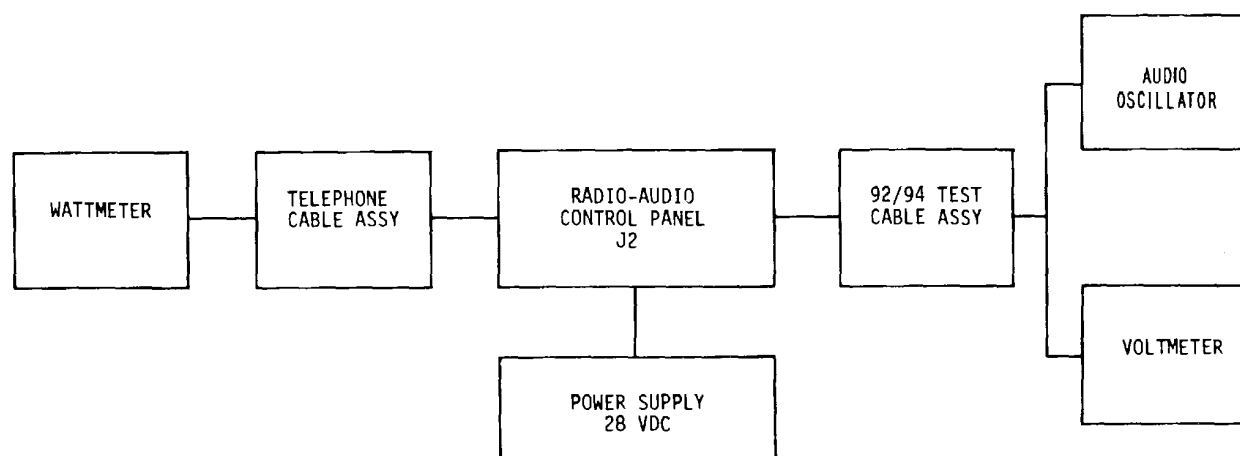 WATTMETER
TELEPHONE
CABLE ASSY
RADIO-AUDIO
CONTROL PANEL
J2
92/94 TEST
CABLE ASSY
AUDIO
OSCILLATOR
VOLTMETER
POWER SUPPLY
28 VDC